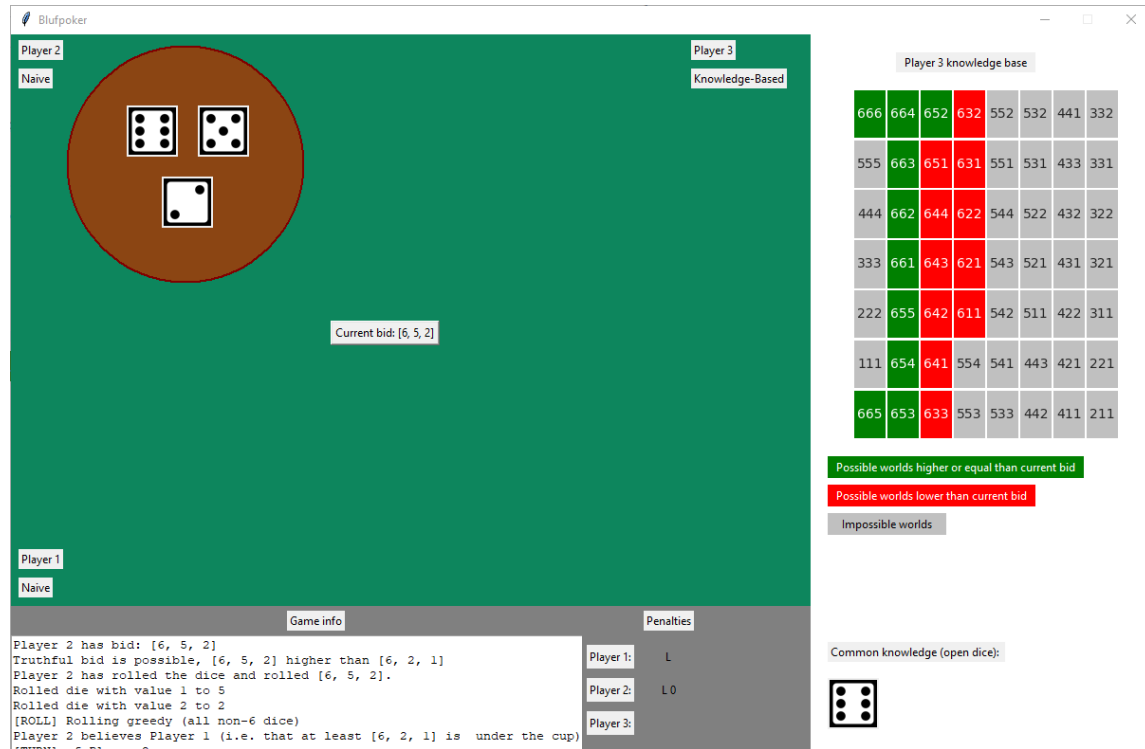 Blufpoker
Player 2
Naive
Player 3
Knowledge-Based
Current bid: [6, 5, 2]
Player 1
Naive
Player 3 knowledge base
666 664 652 632 552 532 441 332
555 663 651 631 551 531 433 331
444 662 644 622 544 522 432 322
333 661 643 621 543 521 431 321
222 655 642 611 542 511 422 311
111 654 641 554 541 443 421 221
665 653 633 553 533 442 411 211
Possible worlds higher or equal than current bid
Possible worlds lower than current bid
Impossible worlds
Common knowledge (open dice):
Game info
Player 2 has bid: [6, 5, 2]
Truthful bid is possible, [6, 5, 2] higher than [6, 2, 1]
Player 2 has rolled the dice and rolled [6, 5, 2].
Rolled die with value 1 to 5
Rolled die with value 2 to 2
[ROLL] Rolling greedy (all non-6 dice)
Player 2 believes Player 1 (i.e. that at least [6, 2, 1] is under the cup)
Penalties
Player 1: L
Player 2: L 0
Player 3: